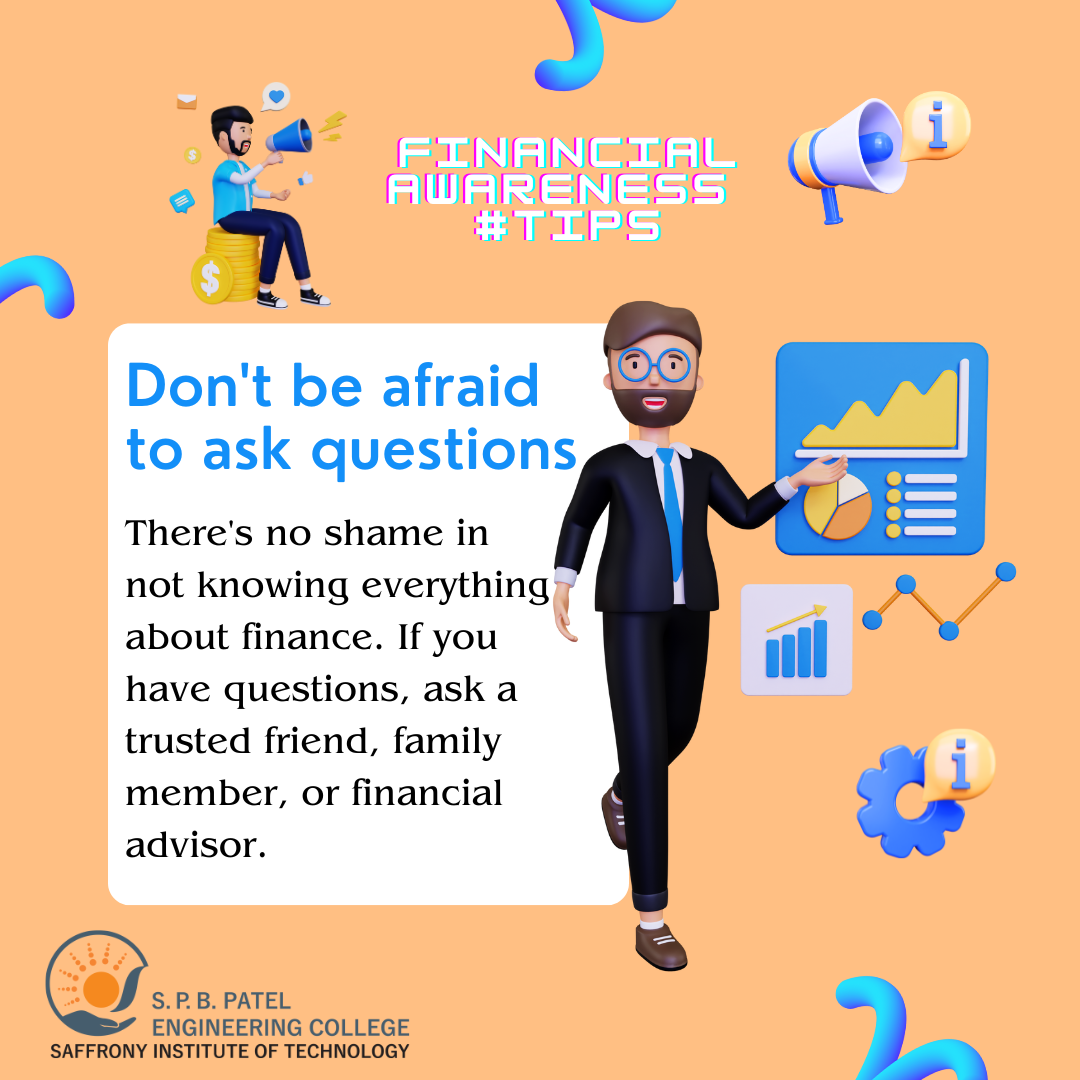 FINANCIAL
AWARENESS
#TIPS
i
$
$
Don't be afraid
to ask questions
There's no shame in
not knowing everything
about finance. If you
have questions, ask a
trusted friend, family
member, or financial
advisor.
i
S. P. B. PATEL
ENGINEERING COLLEGE
SAFFRONY INSTITUTE OF TECHNOLOGY